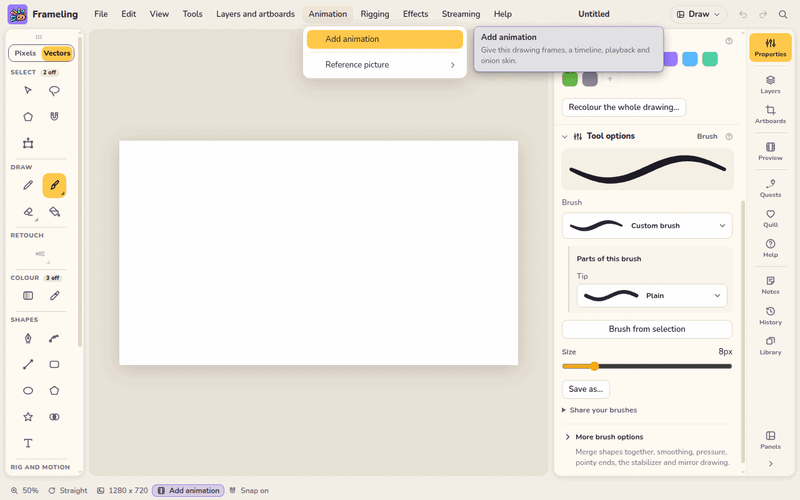 Frameling File Edit View Tools Layers and artboards Animation Rigging Effects Streaming Help Untitled Draw
Add animation
Reference picture
Add animation
Give this drawing frames, a timeline, playback and
onion skin.
Pixels Vectors
SELECT 2 off
DRAW
RETOUCH
COLOUR 3 off
SHAPES
RIG AND MOTION
Recolour the whole drawing...
Tool options Brush
Brush
Custom brush
Parts of this brush
Tip
Plain
Brush from selection
Size 8px
Save as...
Share your brushes
More brush options
Merge shapes together, smoothing, pressure,
pointy ends, the stabilizer and mirror drawing.
Properties
Layers
Artboards
Preview
Quests
Quill
Help
Notes
History
Library
Panels
50% Straight 1280 x 720 Add animation Snap on